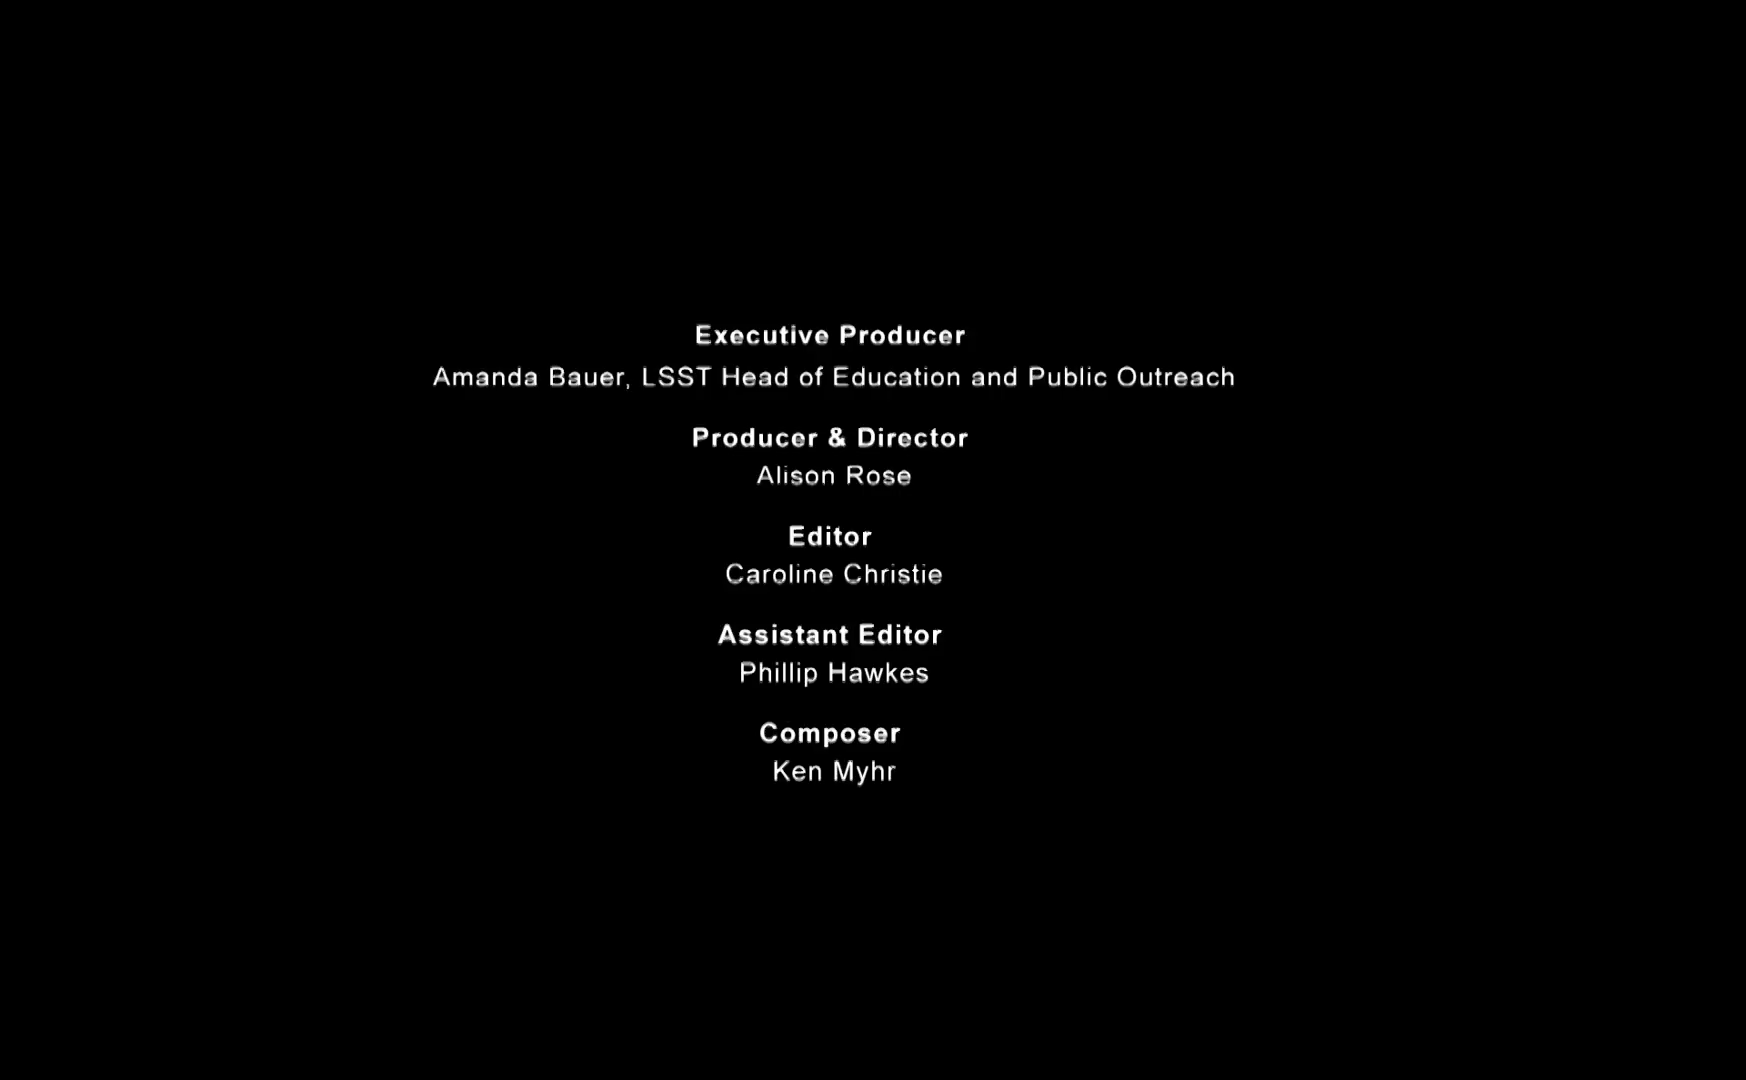 Executive Producer
Amanda Bauer, LSST Head of Education and Public Outreach
Producer & Director
Alison Rose
Editor
Caroline Christie
Assistant Editor
Phillip Hawkes
Composer
Ken Myhr